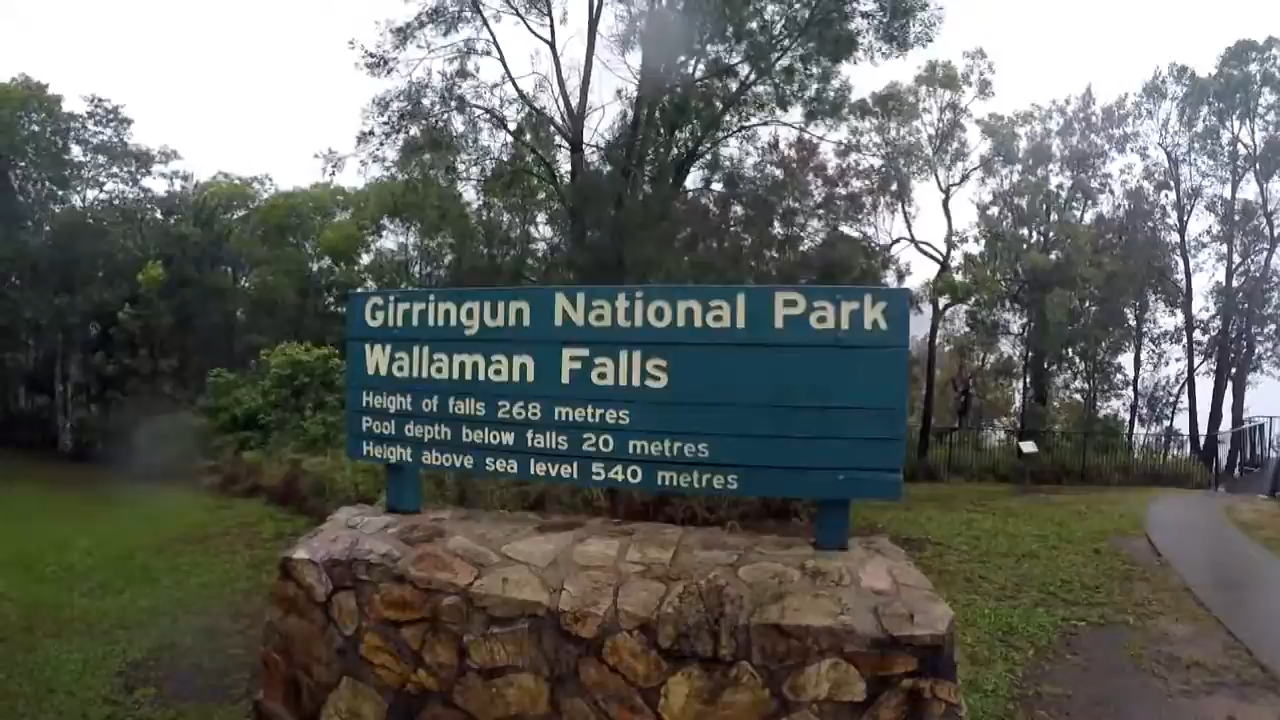 Girringun National Park
Wallaman Falls
Height of falls 268 metres
Pool depth below falls 20 metres
Height above sea level 540 metres